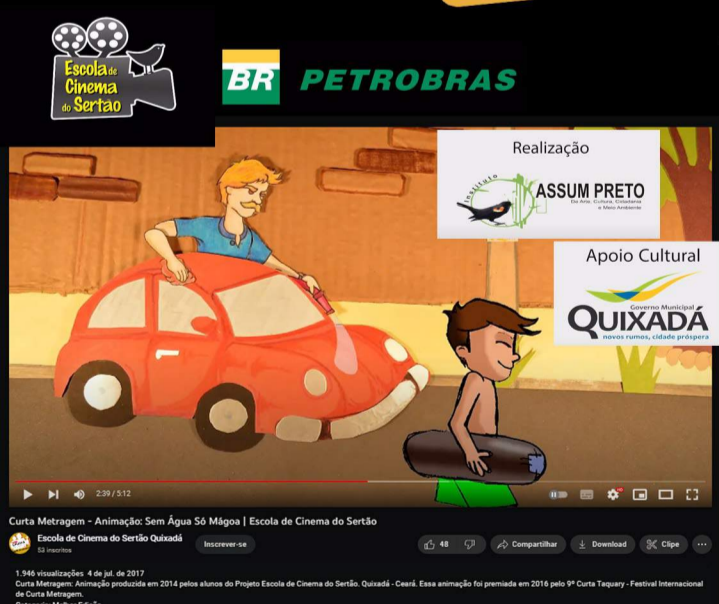 Escola de
Cinema
do Sertão
BR PETROBRAS
Realização
Instituto
ASSUM PRETO
De Arte, Cultura, Cidadania
e Meio Ambiente
Apoio Cultural
Governo Municipal
QUIXADÁ
novos rumos, cidade próspera
2:39 / 5:12
Curta Metragem - Animação: Sem Água Só Mágoa | Escola de Cinema do Sertão
Escola de Cinema do Sertão Quixadá
53 inscritos
Inscrever-se
48
Compartilhar
Download
Clipe
1.946 visualizações 4 de jul. de 2017
Curta Metragem: Animação produzida em 2014 pelos alunos do Projeto Escola de Cinema do Sertão. Quixadá - Ceará. Essa animação foi premiada em 2016 pelo 9º Curta Taquary - Festival Internacional
de Curta Metragem.